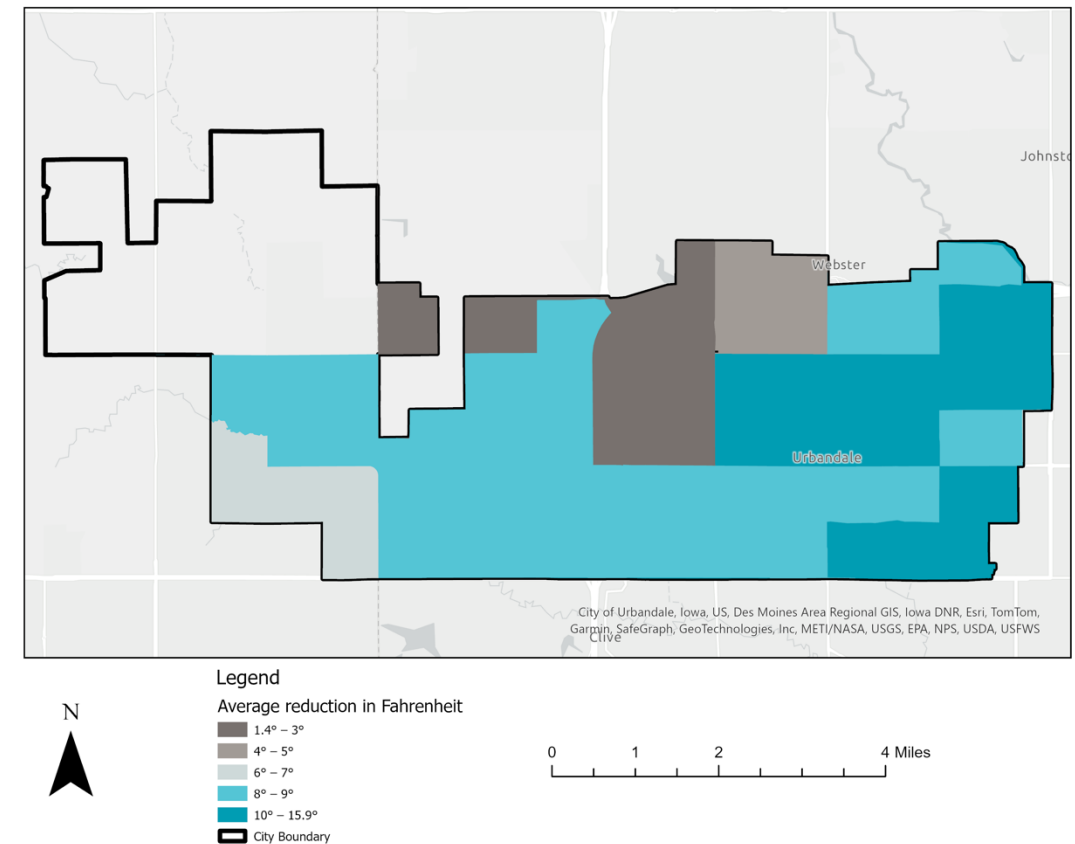 Johnst
Webster
Urbandale
City of Urbandale, Iowa, US, Des Moines Area Regional GIS, Iowa DNR, Esri, TomTom,
Garmin, SafeGraph, GeoTechnologies, Inc, METI/NASA, USGS, EPA, NPS, USDA, USFWS
Clive
Legend
Average reduction in Fahrenheit
1.4° – 3°
4° – 5°
6° – 7°
8° – 9°
10° – 15.9°
City Boundary
N
0 1 2 4 Miles